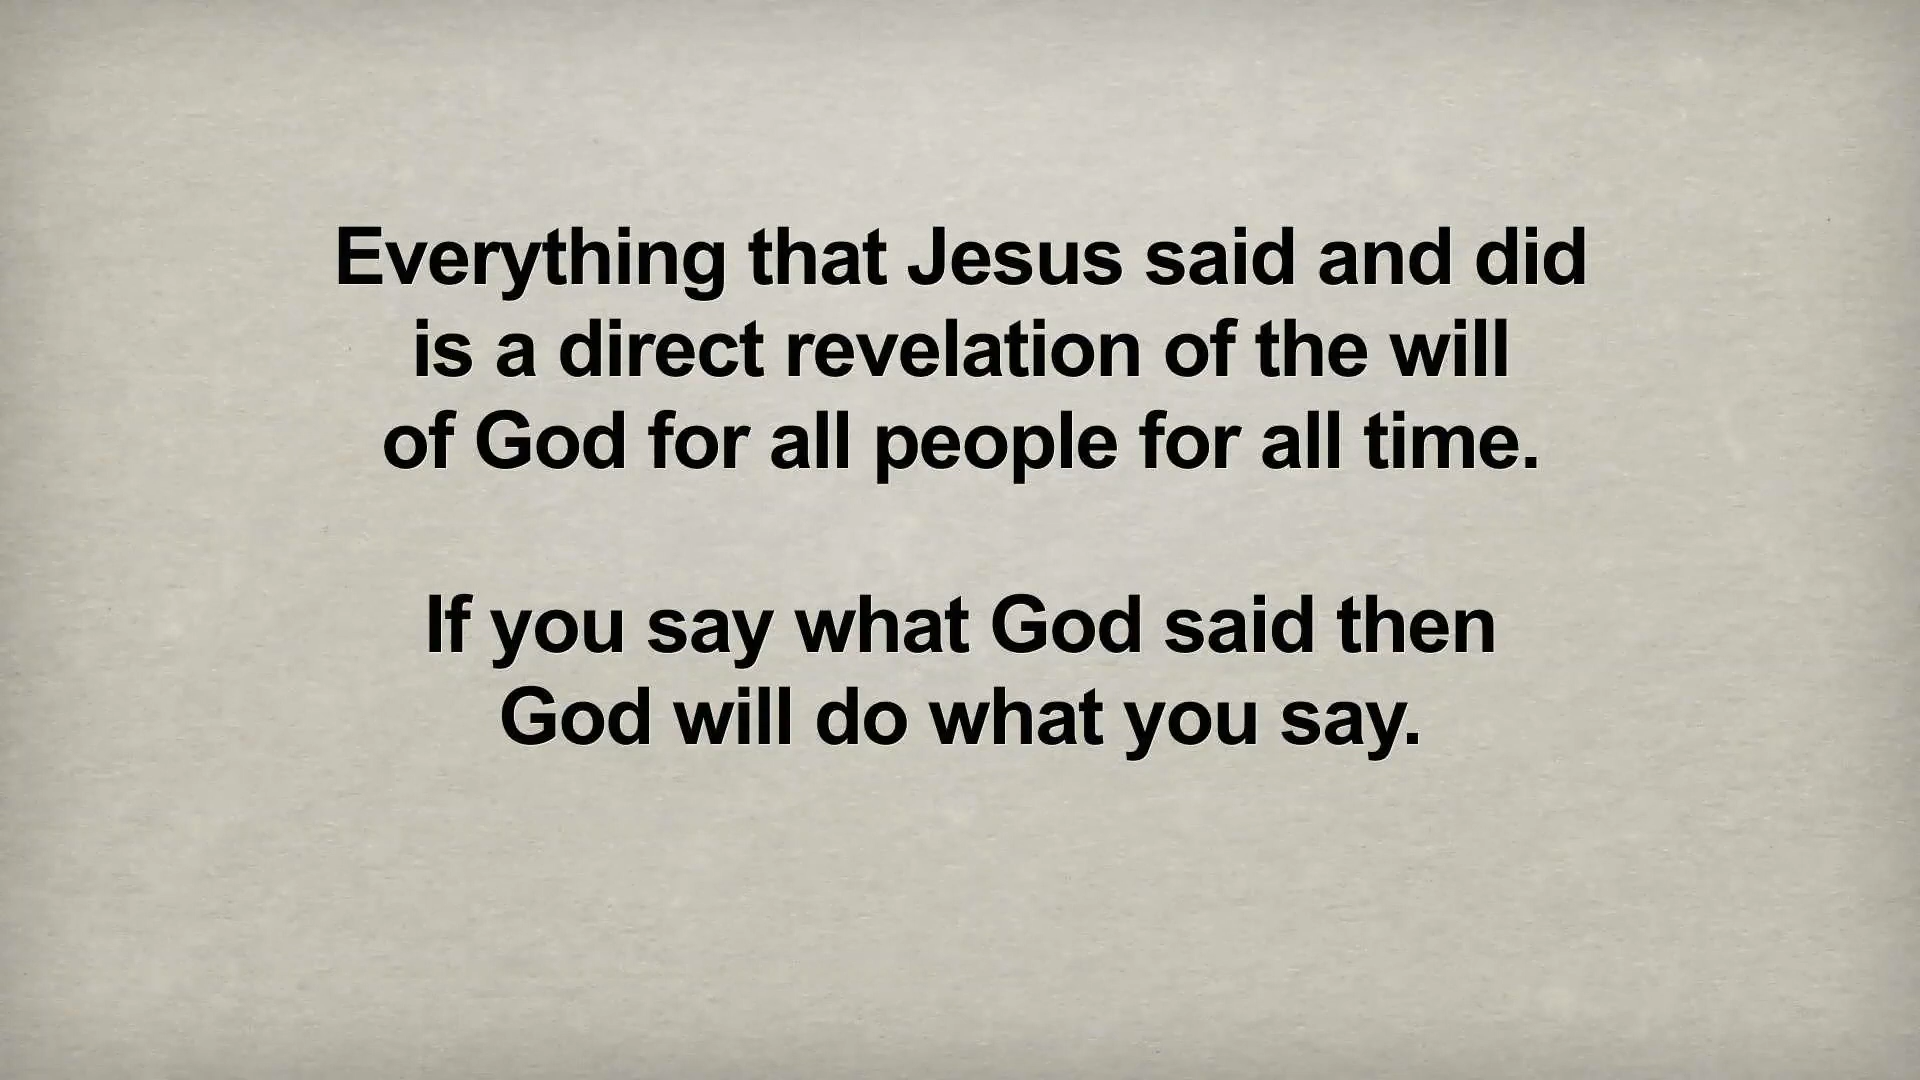 Everything that Jesus said and did
is a direct revelation of the will
of God for all people for all time.
If you say what God said then
God will do what you say.